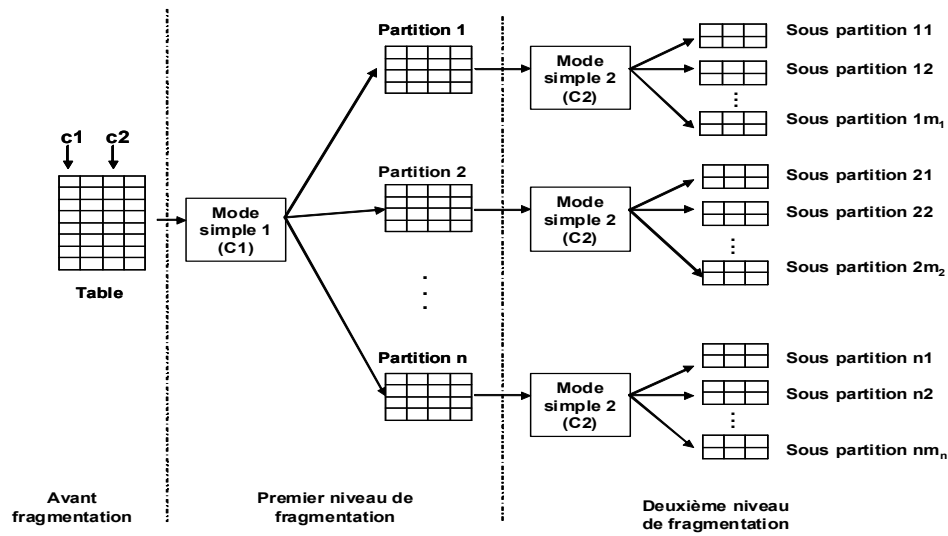 c1 c2
Table
Mode
simple 1
(C1)
Partition 1
Partition 2
Partition n
Mode
simple 2
(C2)
Mode
simple 2
(C2)
Mode
simple 2
(C2)
Sous partition 11
Sous partition 12
Sous partition 1m₁
Sous partition 21
Sous partition 22
Sous partition 2m₂
Sous partition n1
Sous partition n2
Sous partition nmₙ
Avant
fragmentation
Premier niveau de
fragmentation
Deuxième niveau
de fragmentation